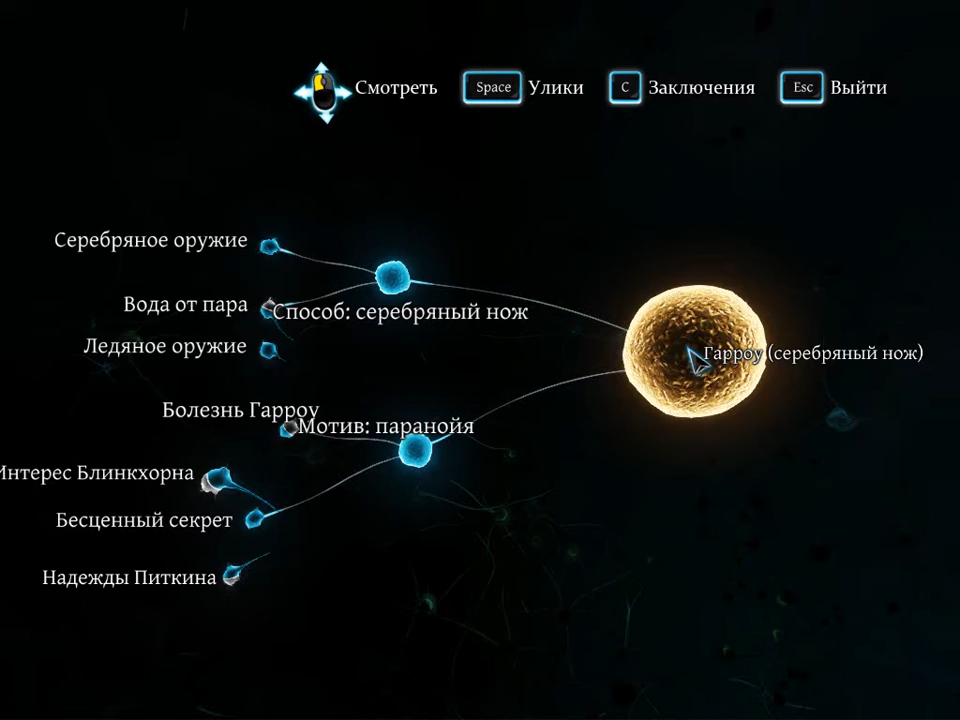 Смотреть Space Улики C Заключения Esc Выйти
Серебряное оружие
Вода от пара
Способ: серебряный нож
Ледяное оружие
Гарроу (серебряный нож)
Болезнь Гарроу
Мотив: паранойя
Интерес Блинкхорна
Бесценный секрет
Надежды Питкина